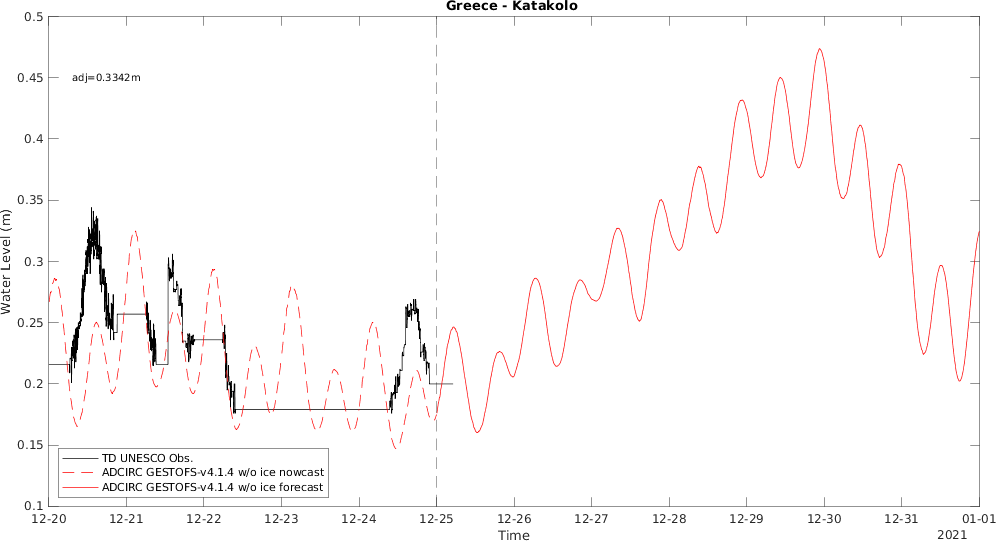 Greece - Katakolo
0.5
0.45
0.4
0.35
0.3
0.25
0.2
0.15
0.1
Water Level (m)
adj=0.3342m
TD UNESCO Obs.
ADCIRC GESTOFS-v4.1.4 w/o ice nowcast
ADCIRC GESTOFS-v4.1.4 w/o ice forecast
12-20 12-21 12-22 12-23 12-24 12-25 12-26 12-27 12-28 12-29 12-30 12-31 01-01
Time
2021